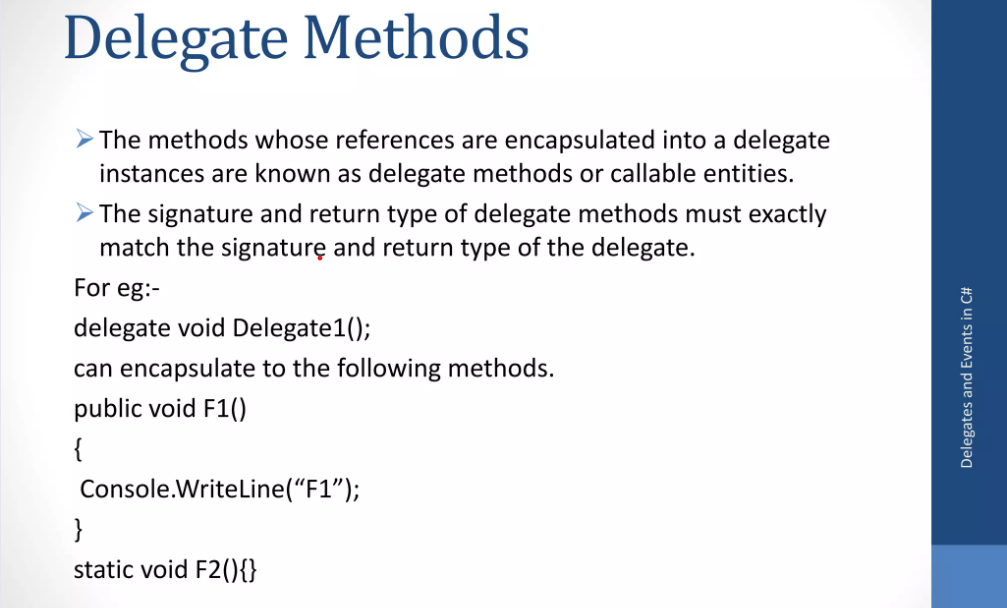 Delegate Methods
➢ The methods whose references are encapsulated into a delegate
instances are known as delegate methods or callable entities.
➢ The signature and return type of delegate methods must exactly
match the signature and return type of the delegate.
For eg:-
delegate void Delegate1();
can encapsulate to the following methods.
public void F1()
{
Console.WriteLine(“F1”);
}
static void F2(){}
Delegates and Events in C#